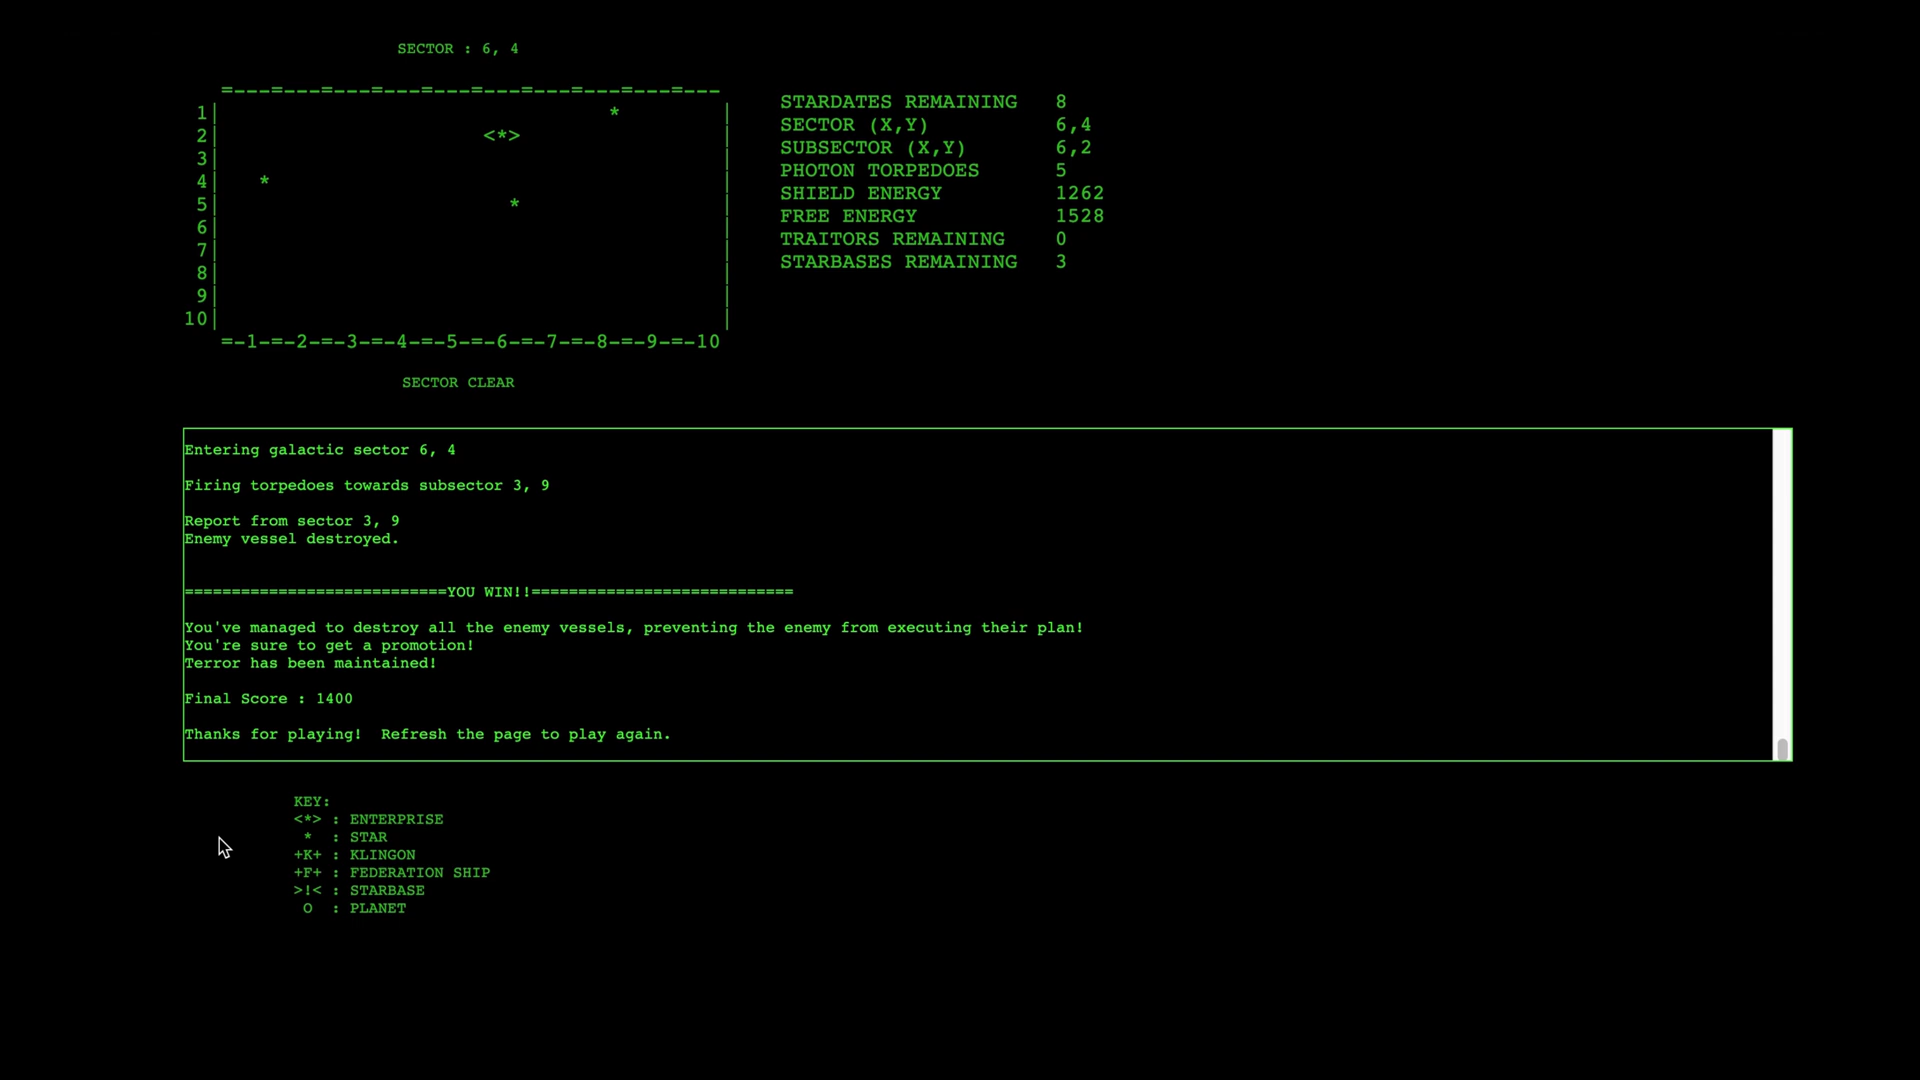 SECTOR : 6, 4
=---=---=---=---=---=---=---=---=---=---
1| * |
2| <*> |
3| |
4| * |
5| * |
6| |
7| |
8| |
9| |
10| |
=-1-=-2-=-3-=-4-=-5-=-6-=-7-=-8-=-9-=-10
SECTOR CLEAR
STARDATES REMAINING 8
SECTOR (X,Y) 6,4
SUBSECTOR (X,Y) 6,2
PHOTON TORPEDOES 5
SHIELD ENERGY 1262
FREE ENERGY 1528
TRAITORS REMAINING 0
STARBASES REMAINING 3
Entering galactic sector 6, 4
Firing torpedoes towards subsector 3, 9
Report from sector 3, 9
Enemy vessel destroyed.
============================YOU WIN!!============================
You've managed to destroy all the enemy vessels, preventing the enemy from executing their plan!
You're sure to get a promotion!
Terror has been maintained!
Final Score : 1400
Thanks for playing!  Refresh the page to play again.
KEY:
<*> : ENTERPRISE
* : STAR
+K+ : KLINGON
+F+ : FEDERATION SHIP
>!< : STARBASE
O : PLANET